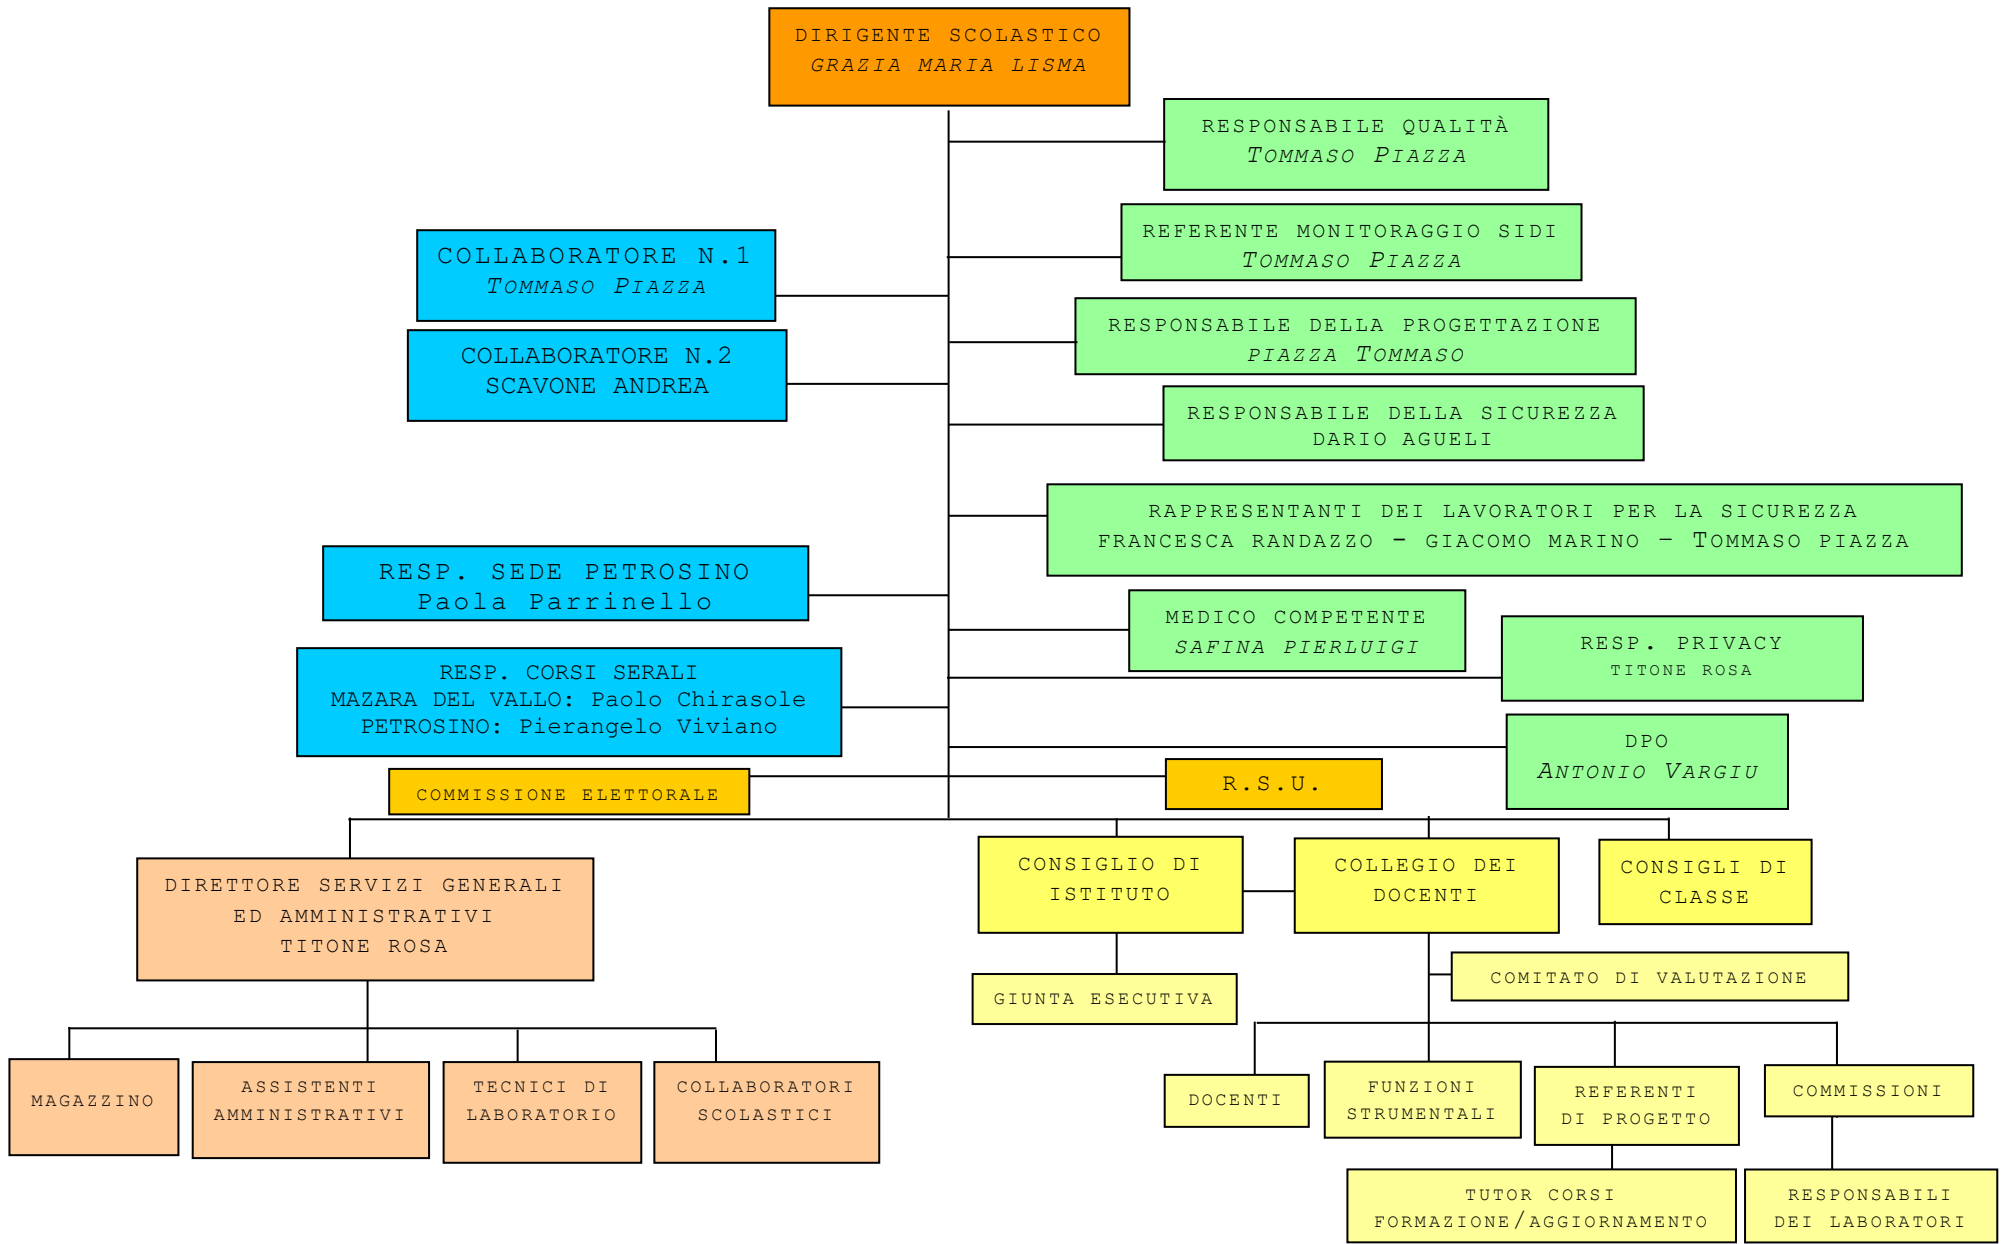 DIRIGENTE SCOLASTICO
GRAZIA MARIA LISMA
RESPONSABILE QUALITÀ
TOMMASO PIAZZA
REFERENTE MONITORAGGIO SIDI
TOMMASO PIAZZA
COLLABORATORE N.1
TOMMASO PIAZZA
RESPONSABILE DELLA PROGETTAZIONE
PIAZZA TOMMASO
COLLABORATORE N.2
SCAVONE ANDREA
RESPONSABILE DELLA SICUREZZA
DARIO AGUELI
RAPPRESENTANTI DEI LAVORATORI PER LA SICUREZZA
FRANCESCA RANDAZZO - GIACOMO MARINO – TOMMASO PIAZZA
RESP. SEDE PETROSINO
Paola Parrinello
MEDICO COMPETENTE
SAFINA PIERLUIGI
RESP. PRIVACY
TITONE ROSA
RESP. CORSI SERALI
MAZARA DEL VALLO: Paolo Chirasole
PETROSINO: Pierangelo Viviano
DPO
ANTONIO VARGIU
COMMISSIONE ELETTORALE
R.S.U.
DIRETTORE SERVIZI GENERALI
ED AMMINISTRATIVI
TITONE ROSA
CONSIGLIO DI
ISTITUTO
COLLEGIO DEI
DOCENTI
CONSIGLI DI
CLASSE
COMITATO DI VALUTAZIONE
GIUNTA ESECUTIVA
MAGAZZINO
ASSISTENTI
AMMINISTRATIVI
TECNICI DI
LABORATORIO
COLLABORATORI
SCOLASTICI
DOCENTI
FUNZIONI
STRUMENTALI
REFERENTI
DI PROGETTO
COMMISSIONI
TUTOR CORSI
FORMAZIONE/AGGIORNAMENTO
RESPONSABILI
DEI LABORATORI